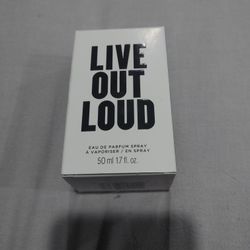 LIVE
OUT
LOUD
EAU DE PARFUM SPRAY
À VAPORISER / EN SPRAY
50 ml 1.7 fl. oz.